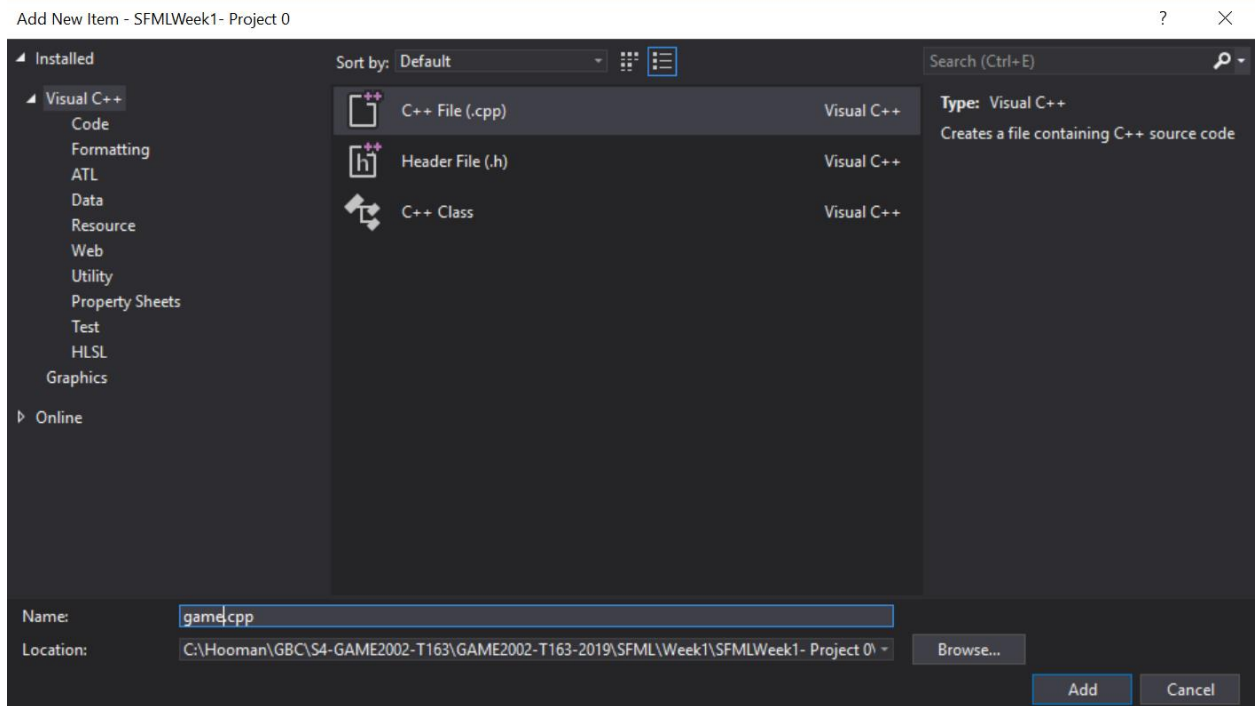 Add New Item - SFMLWeek1- Project 0 ? ×
Installed
Visual C++
Code
Formatting
ATL
Data
Resource
Web
Utility
Property Sheets
Test
HLSL
Graphics
Online
Sort by: Default
C++ File (.cpp) Visual C++
Header File (.h) Visual C++
C++ Class Visual C++
Search (Ctrl+E)
Type: Visual C++
Creates a file containing C++ source code
Name: game.cpp
Location: C:\Hooman\GBC\S4-GAME2002-T163\GAME2002-T163-2019\SFML\Week1\SFMLWeek1- Project 0\
Browse...
Add Cancel